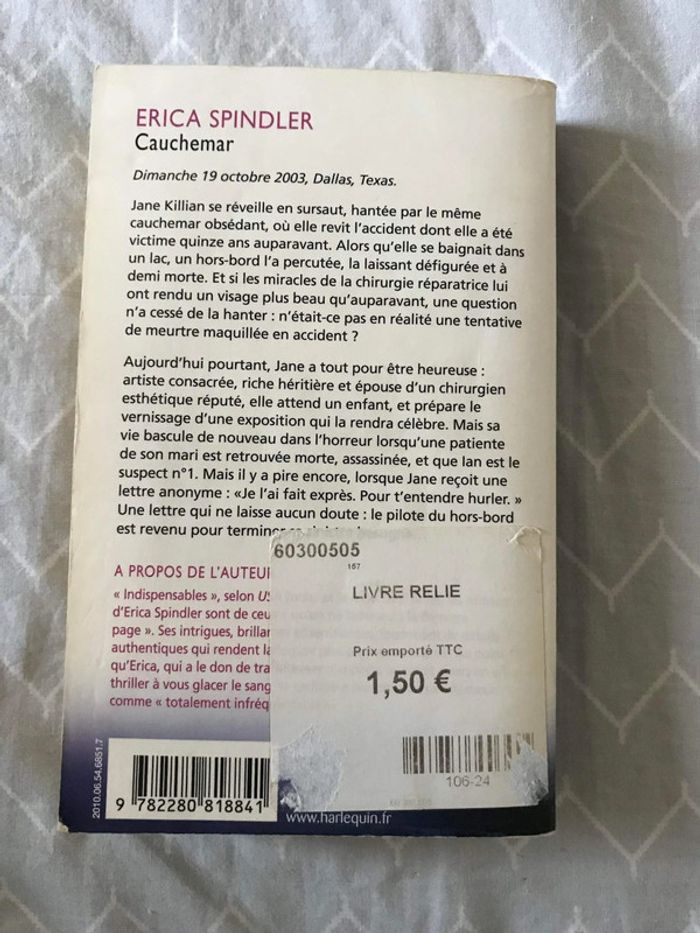 ERICA SPINDLER
Cauchemar
Dimanche 19 octobre 2003, Dallas, Texas.
Jane Killian se réveille en sursaut, hantée par le même
cauchemar obsédant, où elle revit l'accident dont elle a été
victime quinze ans auparavant. Alors qu'elle se baignait dans
un lac, un hors-bord l'a percutée, la laissant défigurée et à
demi morte. Et si les miracles de la chirurgie réparatrice lui
ont rendu un visage plus beau qu'auparavant, une question
n'a cessé de la hanter : n'était-ce pas en réalité une tentative
de meurtre maquillée en accident ?
Aujourd'hui pourtant, Jane a tout pour être heureuse :
artiste consacrée, riche héritière et épouse d'un chirurgien
esthétique réputé, elle attend un enfant, et prépare le
vernissage d'une exposition qui la rendra célèbre. Mais sa
vie bascule de nouveau dans l'horreur lorsqu'une patiente
de son mari est retrouvée morte, assassinée, et que Ian est le
suspect n°1. Mais il y a pire encore, lorsque Jane reçoit une
lettre anonyme : «Je l'ai fait exprès. Pour t'entendre hurler. »
Une lettre qui ne laisse aucun doute : le pilote du hors-bord
est revenu pour terminer
A PROPOS DE L'AUTEUR
« Indispensables », selon US
d'Erica Spindler sont de ceu
page ». Ses intrigues, brillan
authentiques qui rendent la
qu'Erica, qui a le don de tra
thriller à vous glacer le sang
comme « totalement infréq
60300505
167
LIVRE RELIE
Prix emporté TTC
1,50 €
106-24
2010.06.54.6851.7
9 782280 818841
www.harlequin.fr